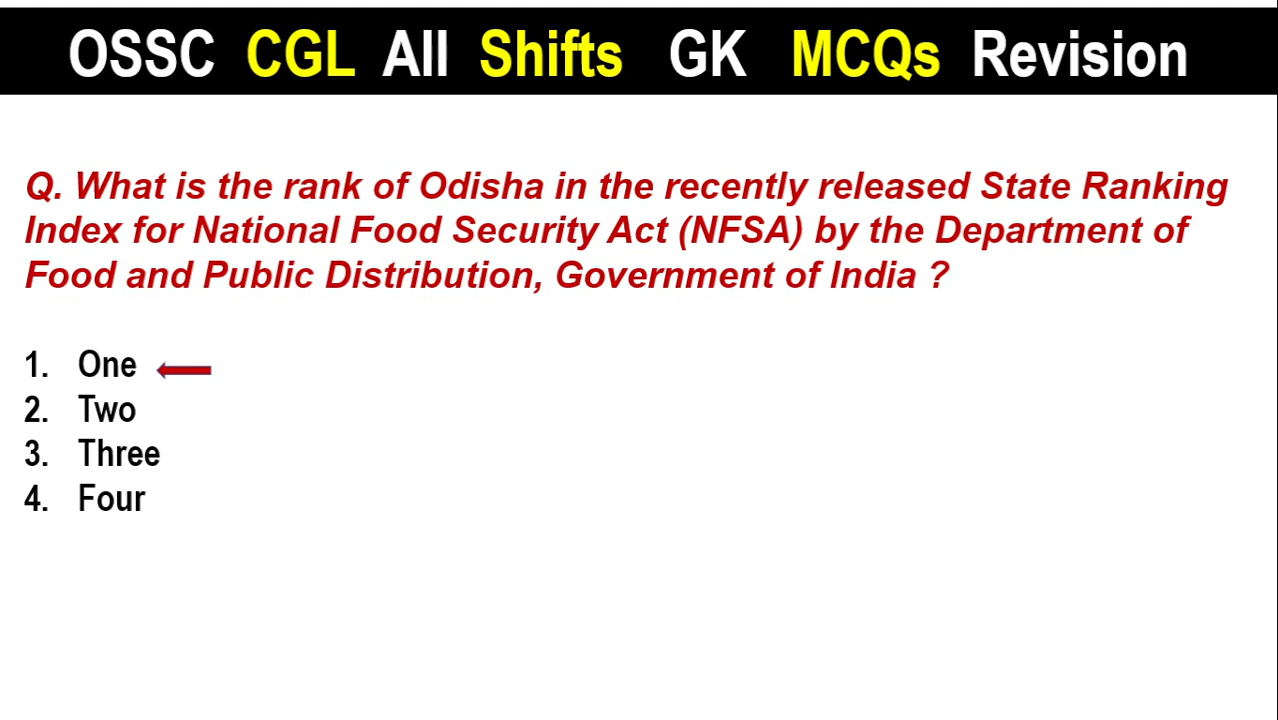 OSSC CGL All Shifts GK MCQs Revision
Q. What is the rank of Odisha in the recently released State Ranking
Index for National Food Security Act (NFSA) by the Department of
Food and Public Distribution, Government of India ?
1. One
2. Two
3. Three
4. Four